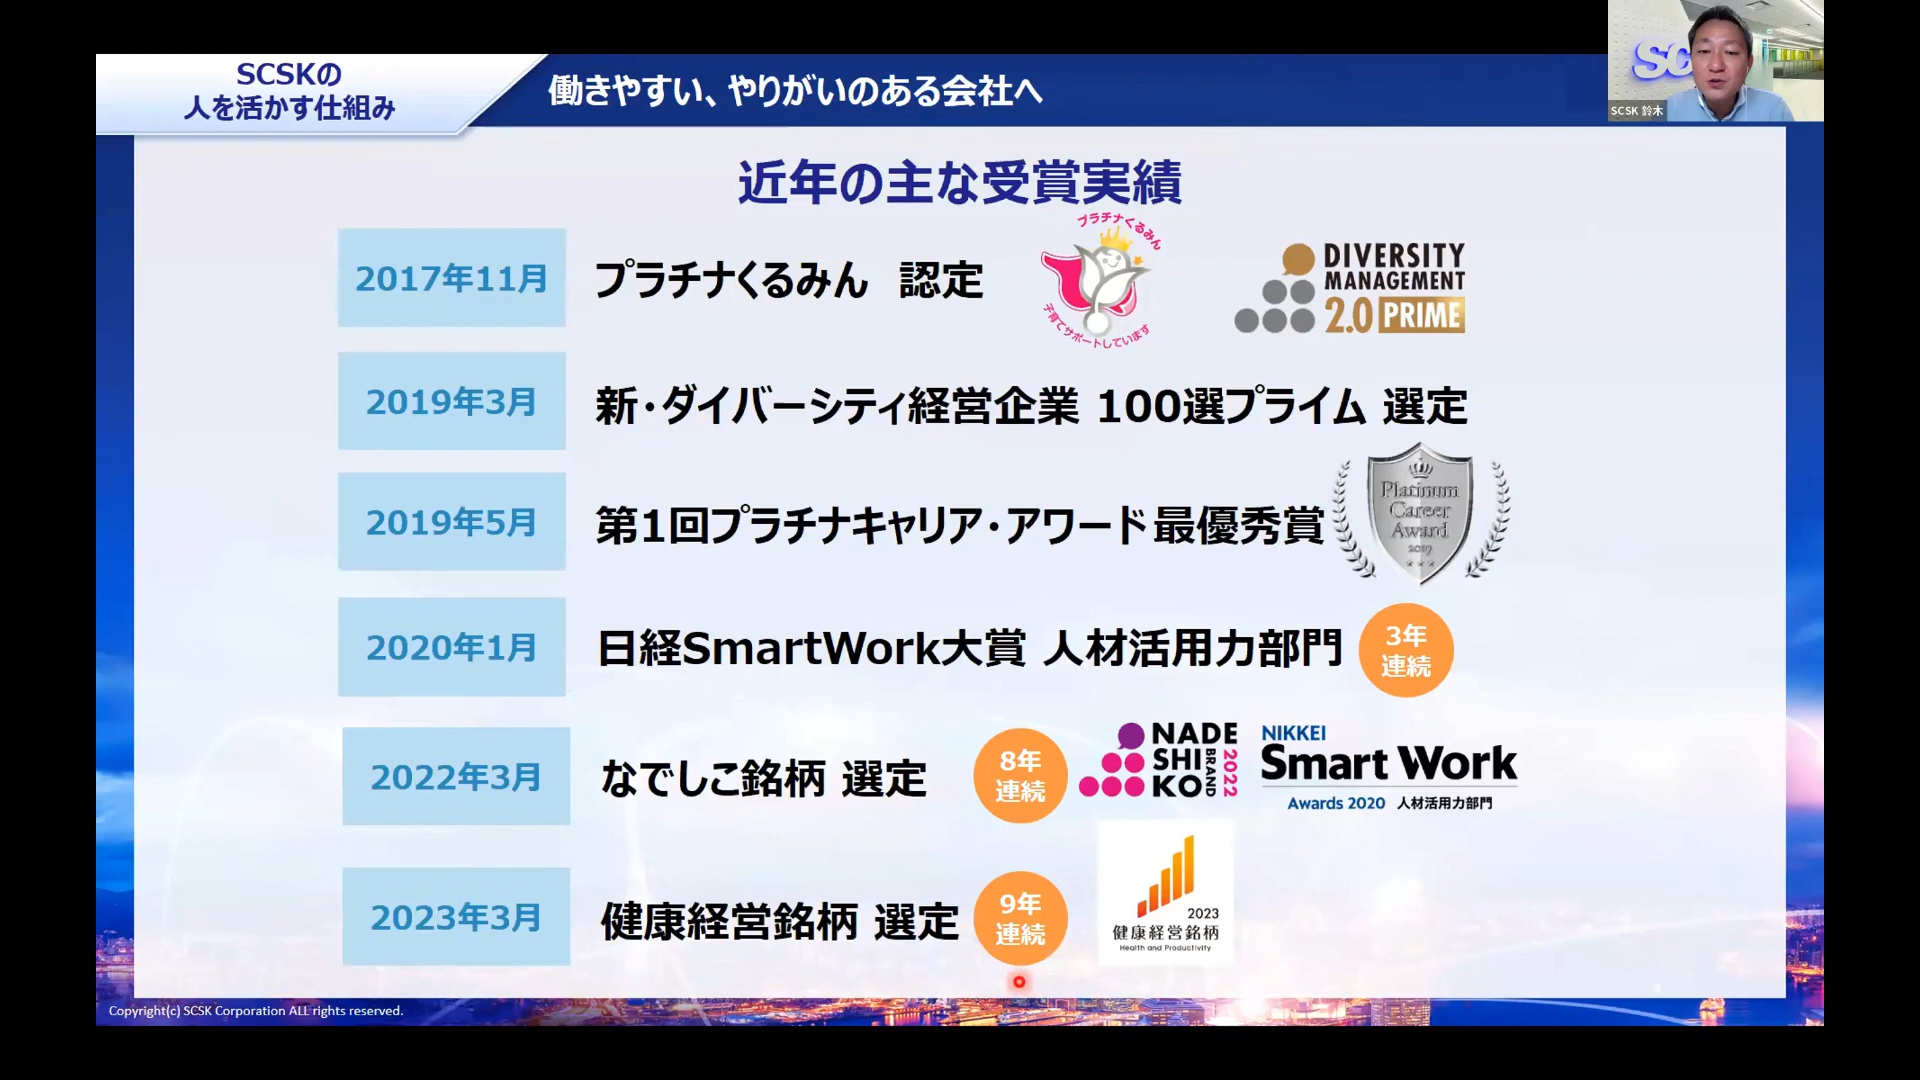 SCSKの
人を活かす仕組み
働きやすい、やりがいのある会社へ
SC
SCSK 鈴木
近年の主な受賞実績
2017年11月
プラチナくるみん 認定
プラチナくるみん
子育てサポートしています
DIVERSITY
MANAGEMENT
2.0 PRIME
2019年3月
新・ダイバーシティ経営企業 100選プライム 選定
2019年5月
第1回プラチナキャリア・アワード 最優秀賞
Platinum
Career
Award
2019
2020年1月
日経SmartWork大賞 人材活用力部門
3年
連続
2022年3月
なでしこ銘柄 選定
8年
連続
NADE
SHI
KO
BRAND
2022
NIKKEI
Smart Work
Awards 2020 人材活用力部門
2023年3月
健康経営銘柄 選定
9年
連続
2023
健康経営銘柄
Health and Productivity
Copyright(c) SCSK Corporation ALL rights reserved.